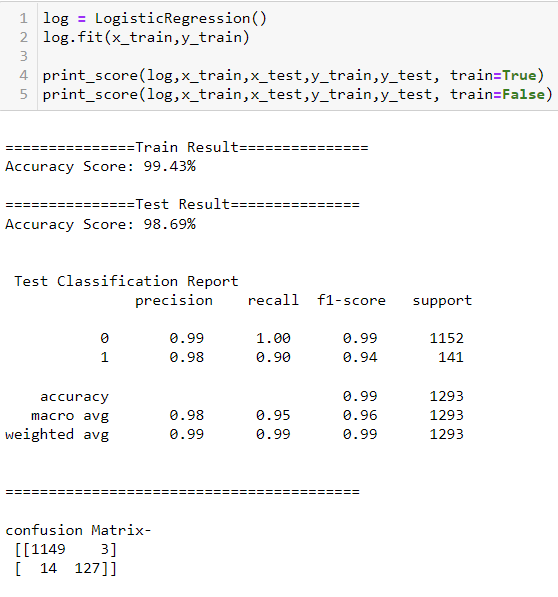 1 log = LogisticRegression()
2 log.fit(x_train,y_train)
3
4 print_score(log,x_train,x_test,y_train,y_test, train=True)
5 print_score(log,x_train,x_test,y_train,y_test, train=False)
===============Train Result===============
Accuracy Score: 99.43%
===============Test Result===============
Accuracy Score: 98.69%
Test Classification Report
precision recall f1-score support
0 0.99 1.00 0.99 1152
1 0.98 0.90 0.94 141
accuracy 0.99 1293
macro avg 0.98 0.95 0.96 1293
weighted avg 0.99 0.99 0.99 1293
=========================================
confusion Matrix-
[[1149 3]
[ 14 127]]